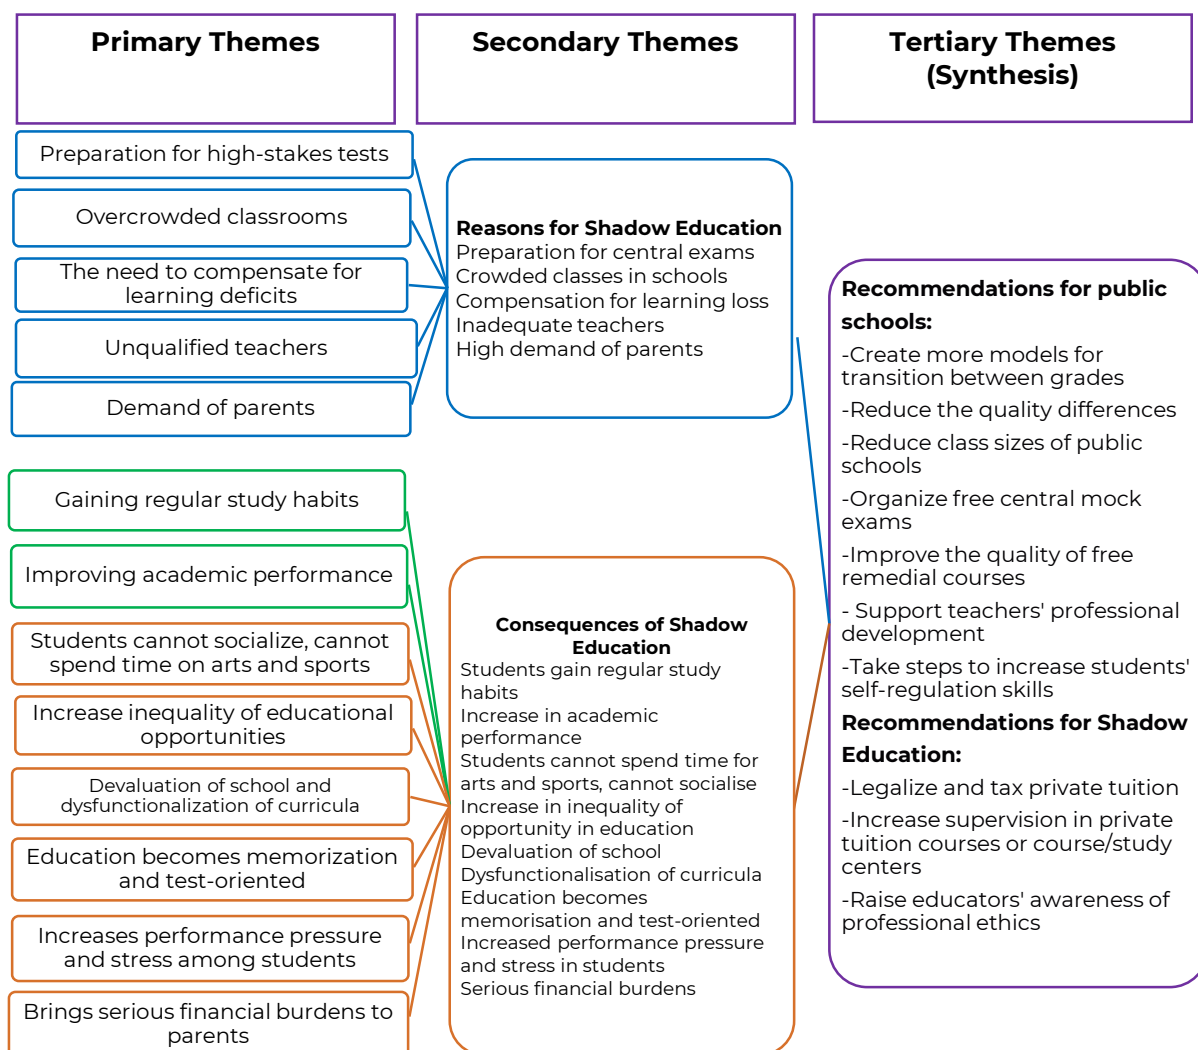 Primary Themes
Secondary Themes
Tertiary Themes
(Synthesis)
Preparation for high-stakes tests
Overcrowded classrooms
The need to compensate for
learning deficits
Unqualified teachers
Demand of parents
Gaining regular study habits
Improving academic performance
Students cannot socialize, cannot
spend time on arts and sports
Increase inequality of educational
opportunities
Devaluation of school and
dysfunctionalization of curricula
Education becomes memorization
and test-oriented
Increases performance pressure
and stress among students
Brings serious financial burdens to
parents
Reasons for Shadow Education
Preparation for central exams
Crowded classes in schools
Compensation for learning loss
Inadequate teachers
High demand of parents
Consequences of Shadow
Education
Students gain regular study
habits
Increase in academic
performance
Students cannot spend time for
arts and sports, cannot socialise
Increase in inequality of
opportunity in education
Devaluation of school
Dysfunctionalisation of curricula
Education becomes
memorisation and test-oriented
Increased performance pressure
and stress in students
Serious financial burdens
Recommendations for public
schools:
-Create more models for
transition between grades
-Reduce the quality differences
-Reduce class sizes of public
schools
-Organize free central mock
exams
-Improve the quality of free
remedial courses
- Support teachers' professional
development
-Take steps to increase students'
self-regulation skills
Recommendations for Shadow
Education:
-Legalize and tax private tuition
-Increase supervision in private
tuition courses or course/study
centers
-Raise educators' awareness of
professional ethics